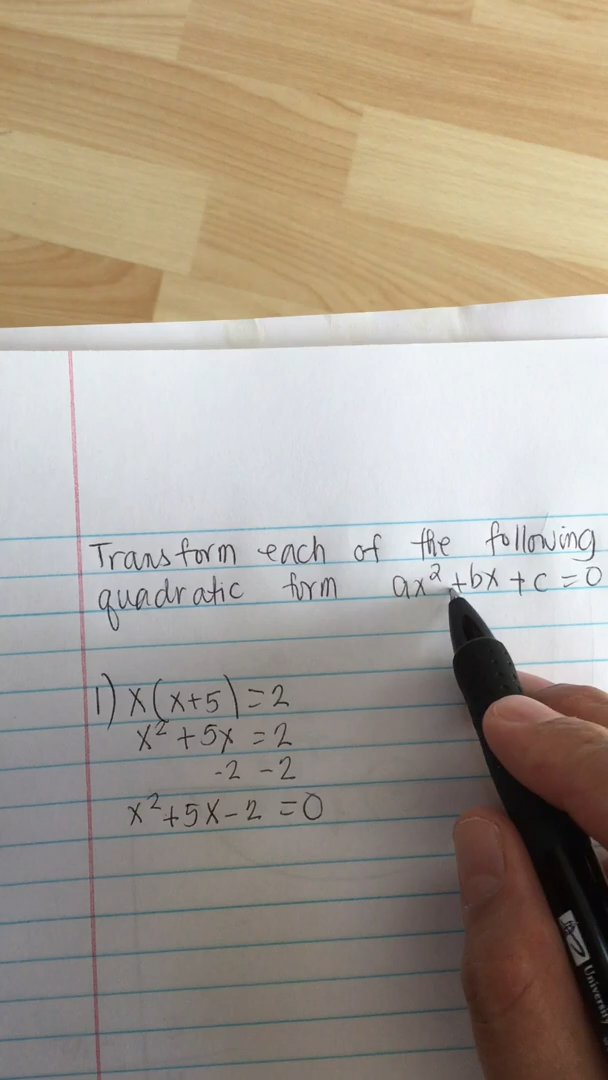 Transform each of the following
quadratic form ax² + bx + c = 0
1) x(x+5) = 2
x² + 5x = 2
-2 -2
x² + 5x - 2 = 0
University